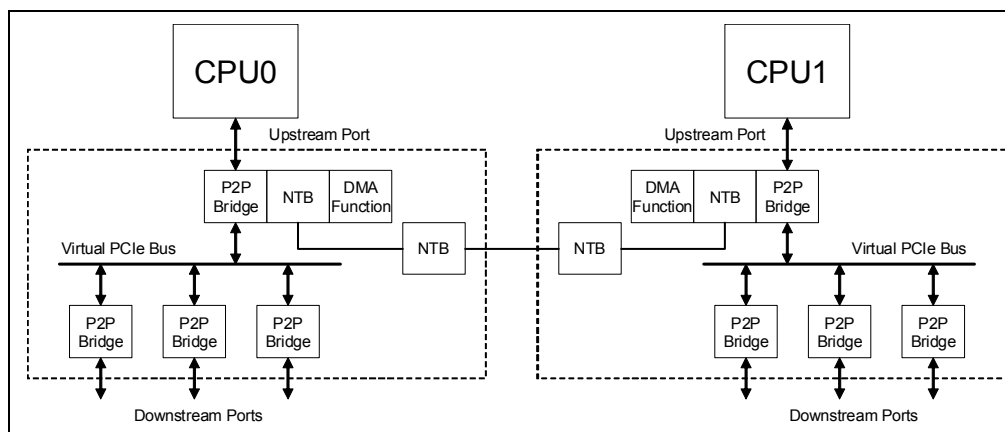 CPU0
CPU1
Upstream Port
Upstream Port
P2P
Bridge
NTB
DMA
Function
DMA
Function
NTB
P2P
Bridge
NTB
NTB
Virtual PCIe Bus
Virtual PCIe Bus
P2P
Bridge
P2P
Bridge
P2P
Bridge
P2P
Bridge
P2P
Bridge
P2P
Bridge
Downstream Ports
Downstream Ports